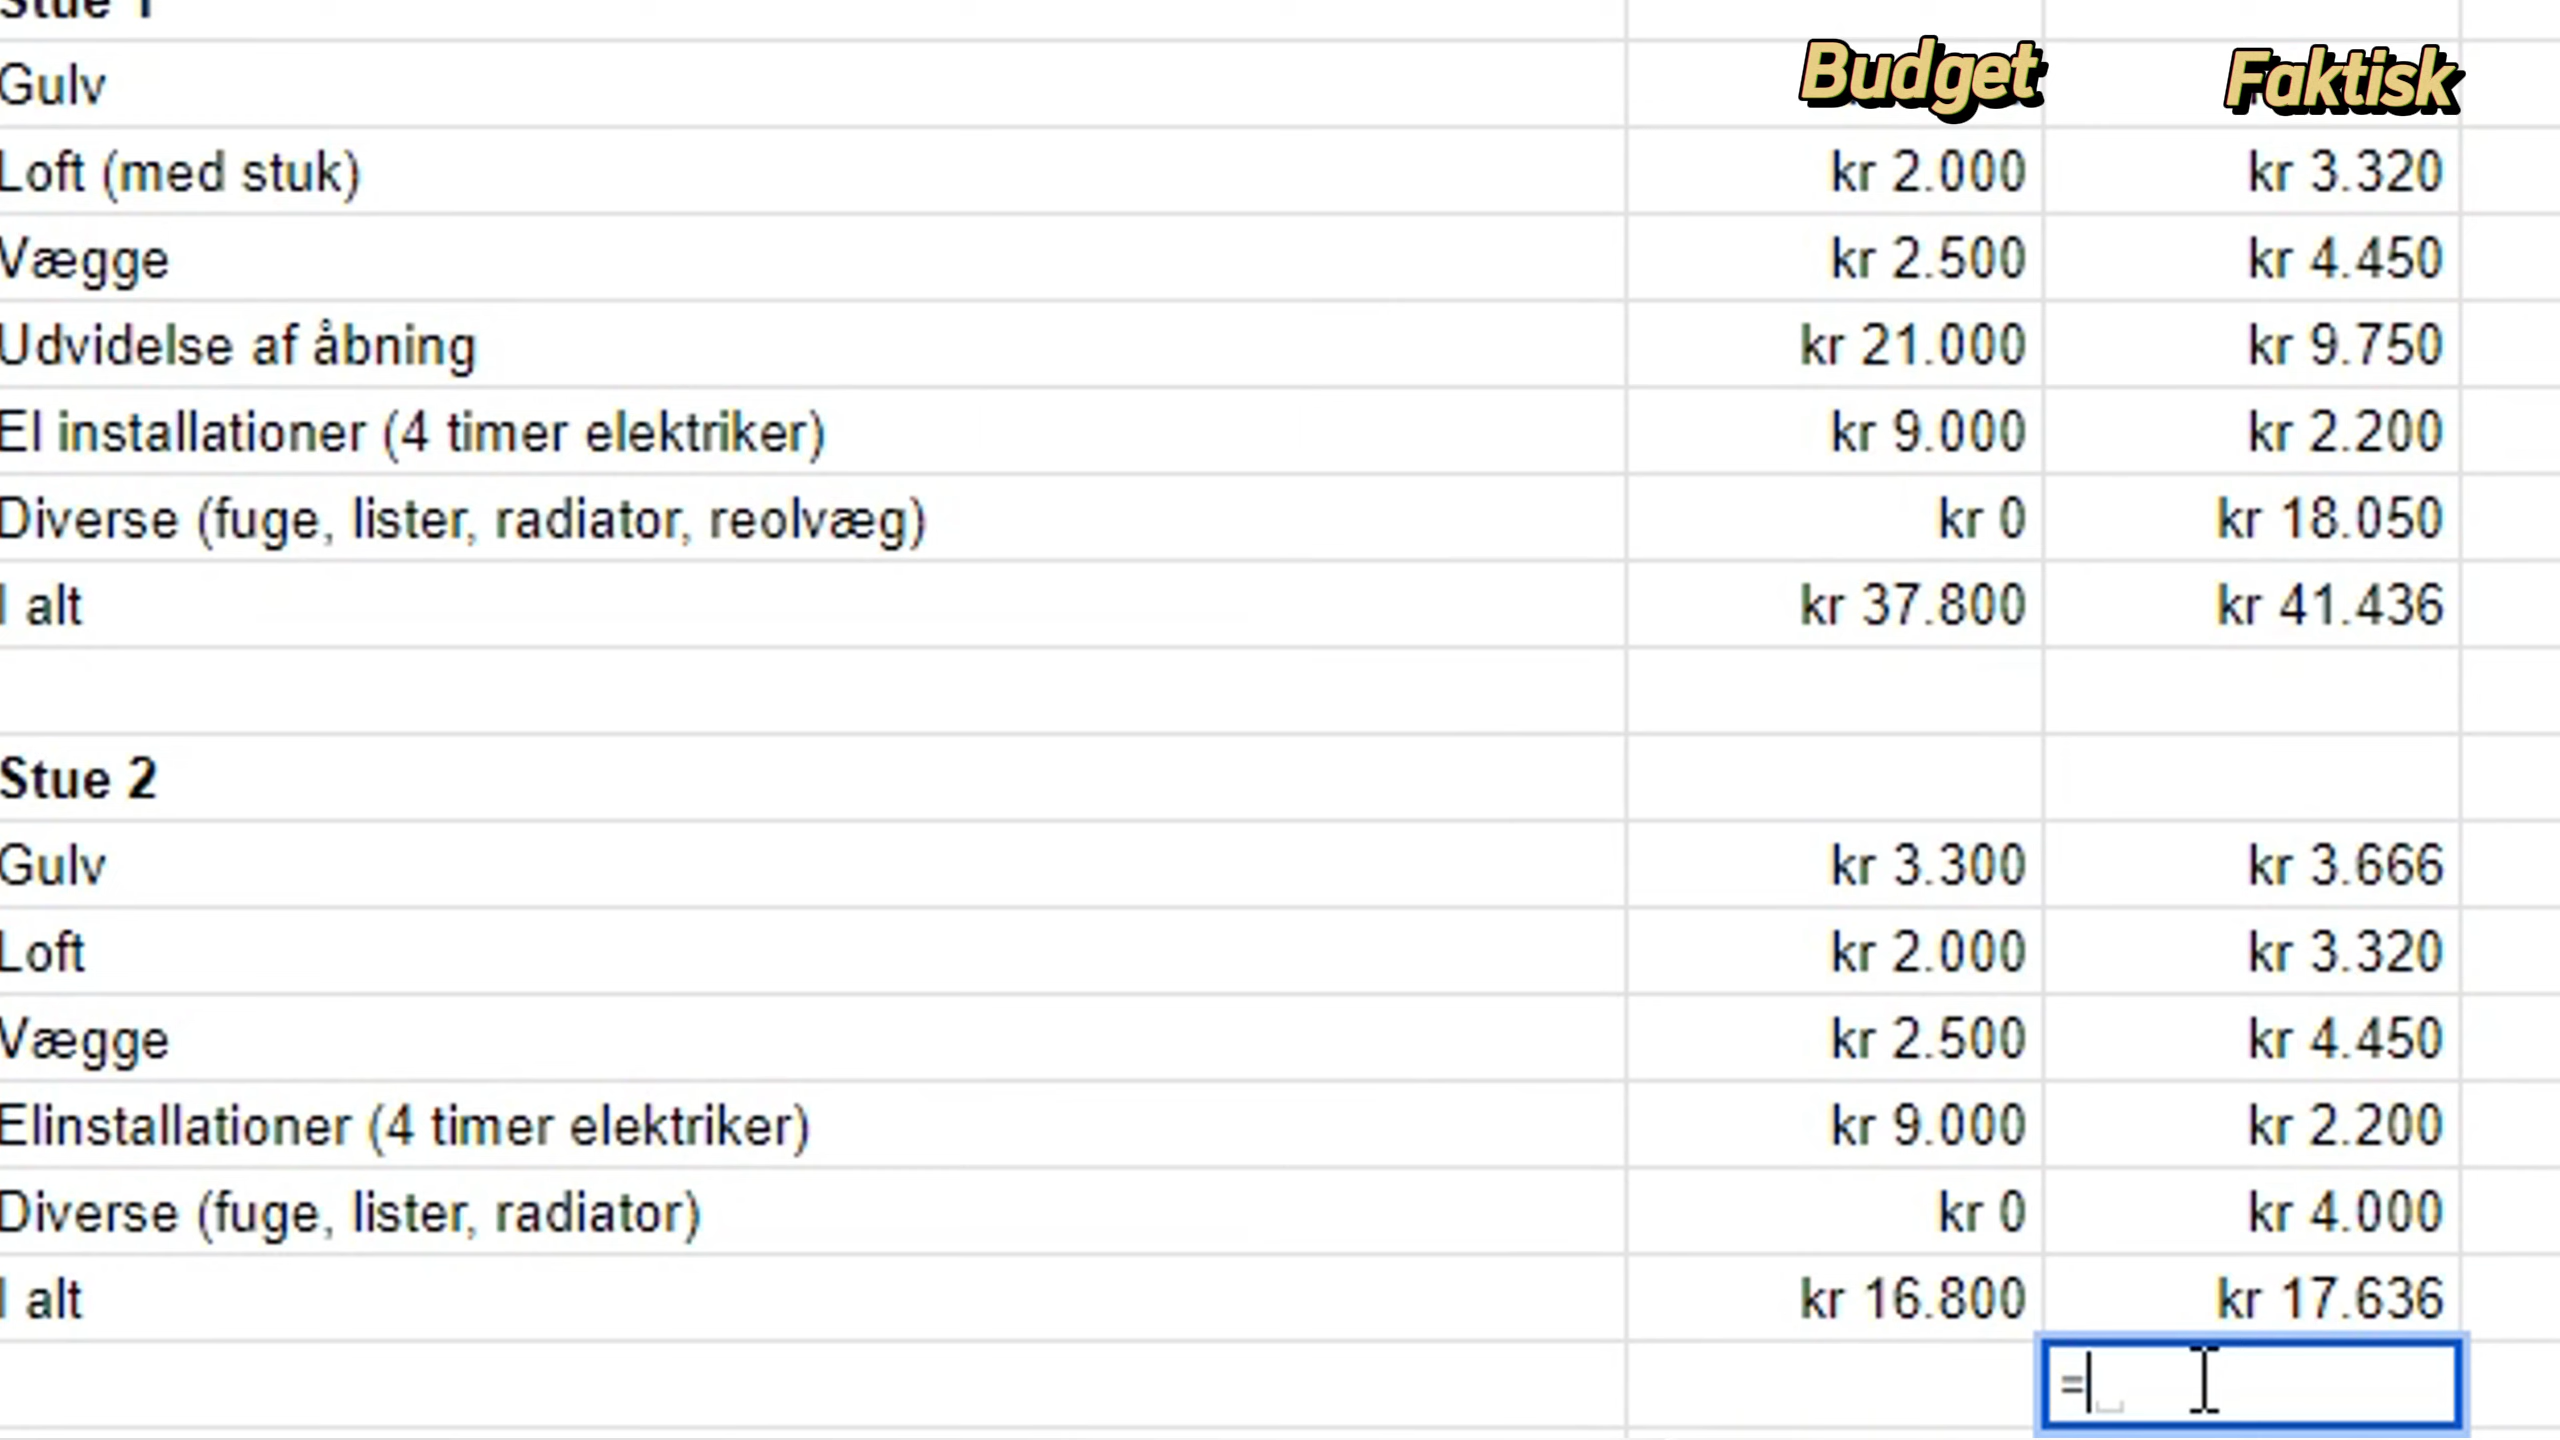 Stue 1
Gulv Budget Faktisk
Loft (med stuk) kr 2.000 kr 3.320
Vægge kr 2.500 kr 4.450
Udvidelse af åbning kr 21.000 kr 9.750
El installationer (4 timer elektriker) kr 9.000 kr 2.200
Diverse (fuge, lister, radiator, reolvæg) kr 0 kr 18.050
I alt kr 37.800 kr 41.436
Stue 2
Gulv kr 3.300 kr 3.666
Loft kr 2.000 kr 3.320
Vægge kr 2.500 kr 4.450
Elinstallationer (4 timer elektriker) kr 9.000 kr 2.200
Diverse (fuge, lister, radiator) kr 0 kr 4.000
I alt kr 16.800 kr 17.636
=